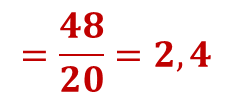 = 48/20 = 2,4